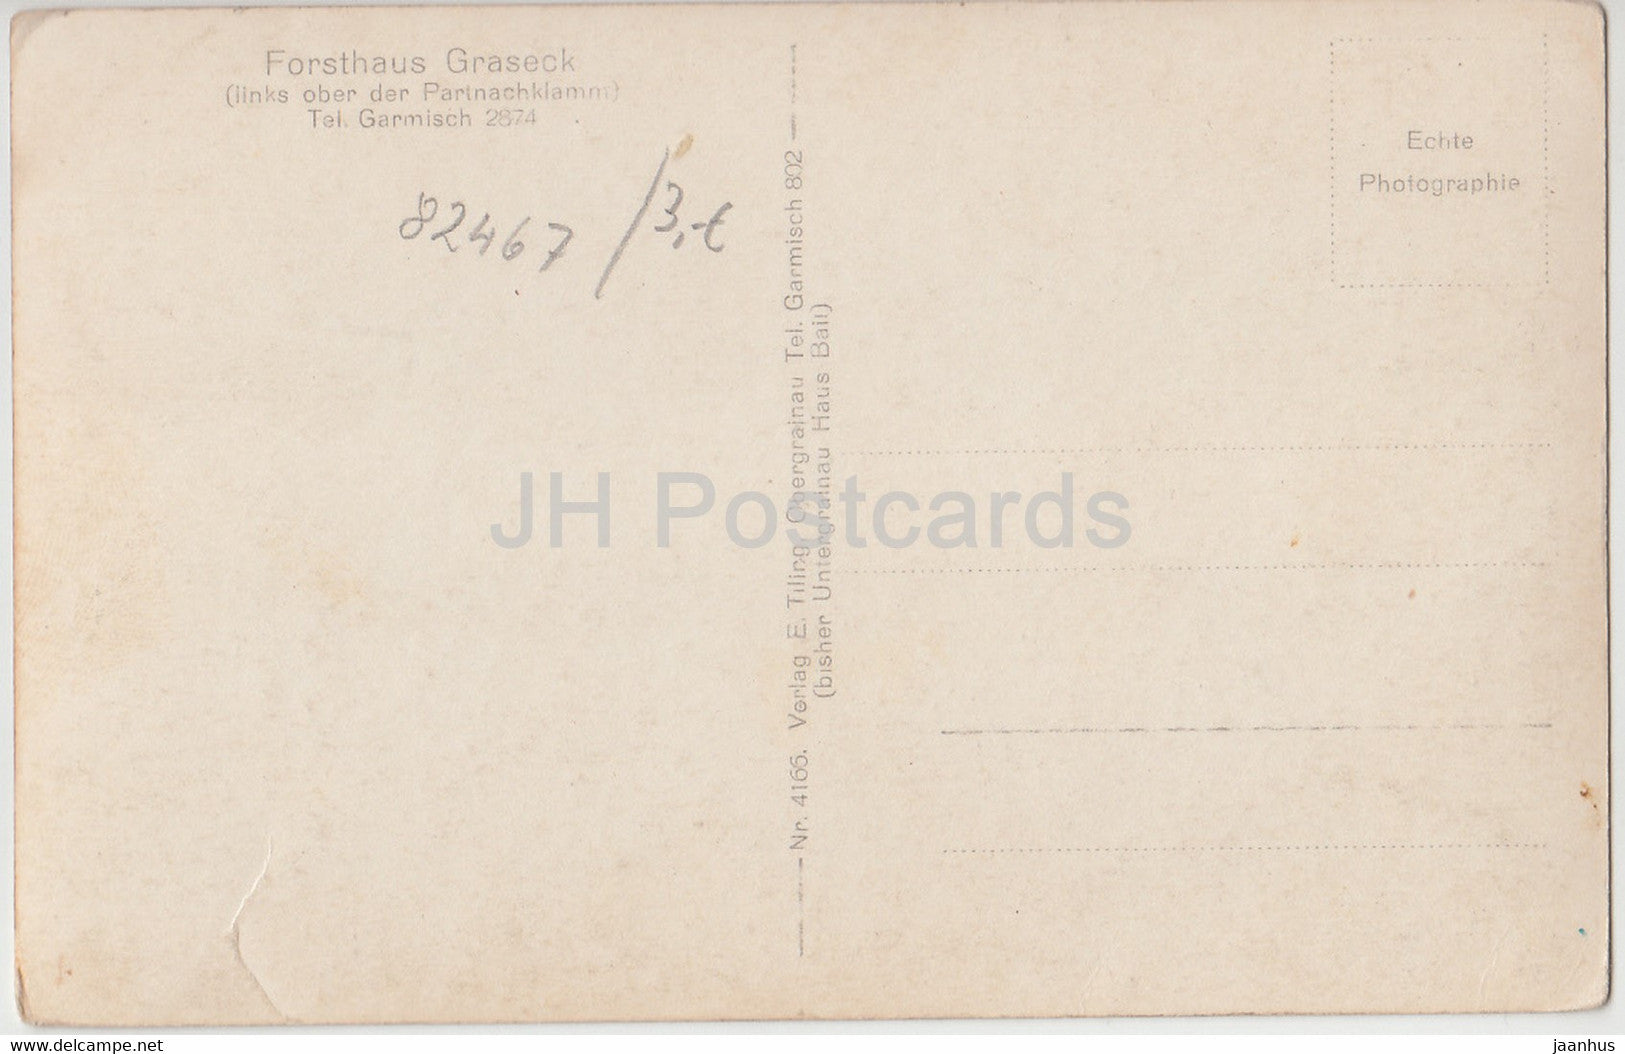 Forsthaus Graseck
(links ober der Partnachklamm)
Tel. Garmisch 2874
82467 /3,-€
Nr. 4166. Verlag E. Tiling, Obergrainau Tel. Garmisch 802
(bisher Untergrainau Haus Bail)
Echte
Photographie
JH Postcards
delcampe.net
jaanhus